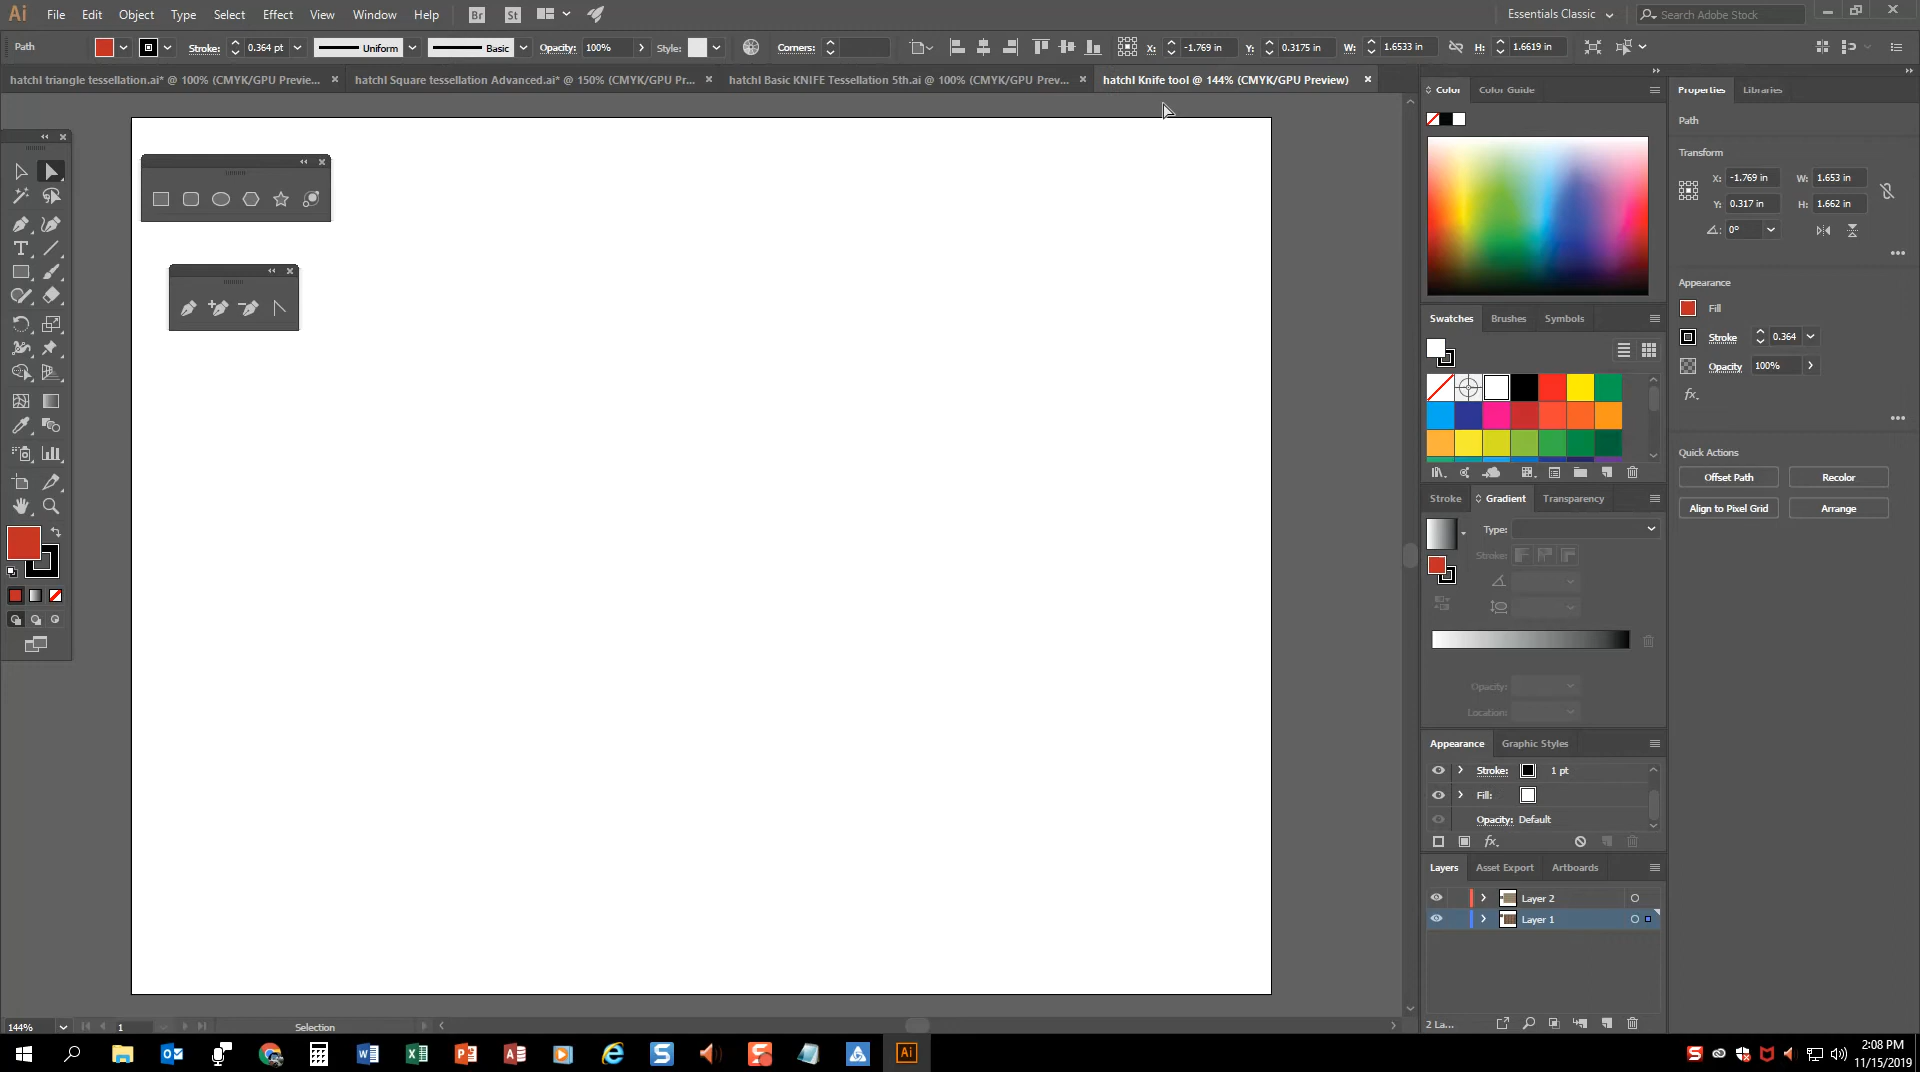 Ai File Edit Object Type Select Effect View Window Help Br St Essentials Classic Search Adobe Stock
Path Stroke: 0.364 pt Uniform Basic Opacity: 100% Style: Corners: X: -1.769 in Y: 0.3175 in W: 1.6533 in H: 1.6619 in
hatchl triangle tessellation.ai* @ 100% (CMYK/GPU Previe... hatchl Square tessellation Advanced.ai* @ 150% (CMYK/GPU Pr... hatchl Basic KNIFE Tessellation 5th.ai @ 100% (CMYK/GPU Prev... hatchl Knife tool @ 144% (CMYK/GPU Preview)
Color Color Guide
Properties Libraries
Path
Transform
X: -1.769 in W: 1.653 in
Y: 0.317 in H: 1.662 in
0°
Appearance
Fill
Stroke 0.364
Opacity 100%
fx
Quick Actions
Offset Path Recolor
Align to Pixel Grid Arrange
Swatches Brushes Symbols
Stroke Gradient Transparency
Type:
Stroke:
Opacity:
Location:
Appearance Graphic Styles
Stroke: 1 pt
Fill:
Opacity: Default
fx
Layers Asset Export Artboards
Layer 2
Layer 1
2 La...
144% 1 Selection
2:08 PM
11/15/2019